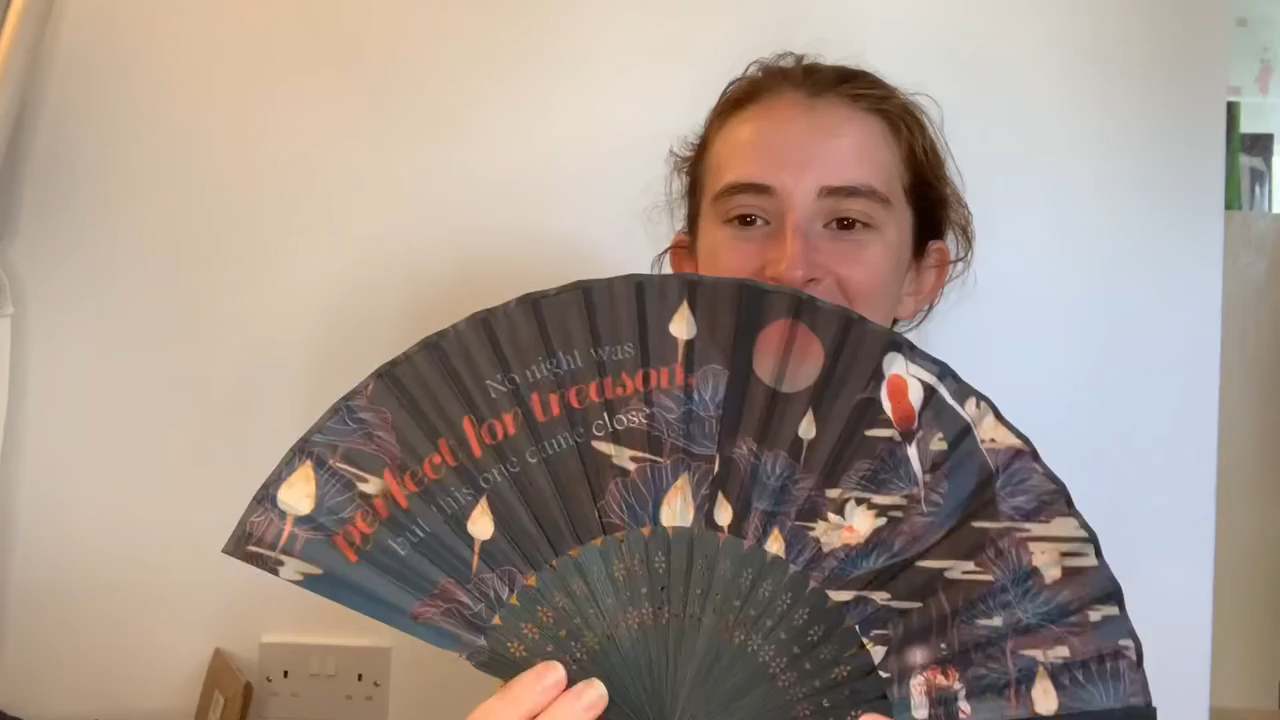 No night was
perfect for treason,
but this one came close